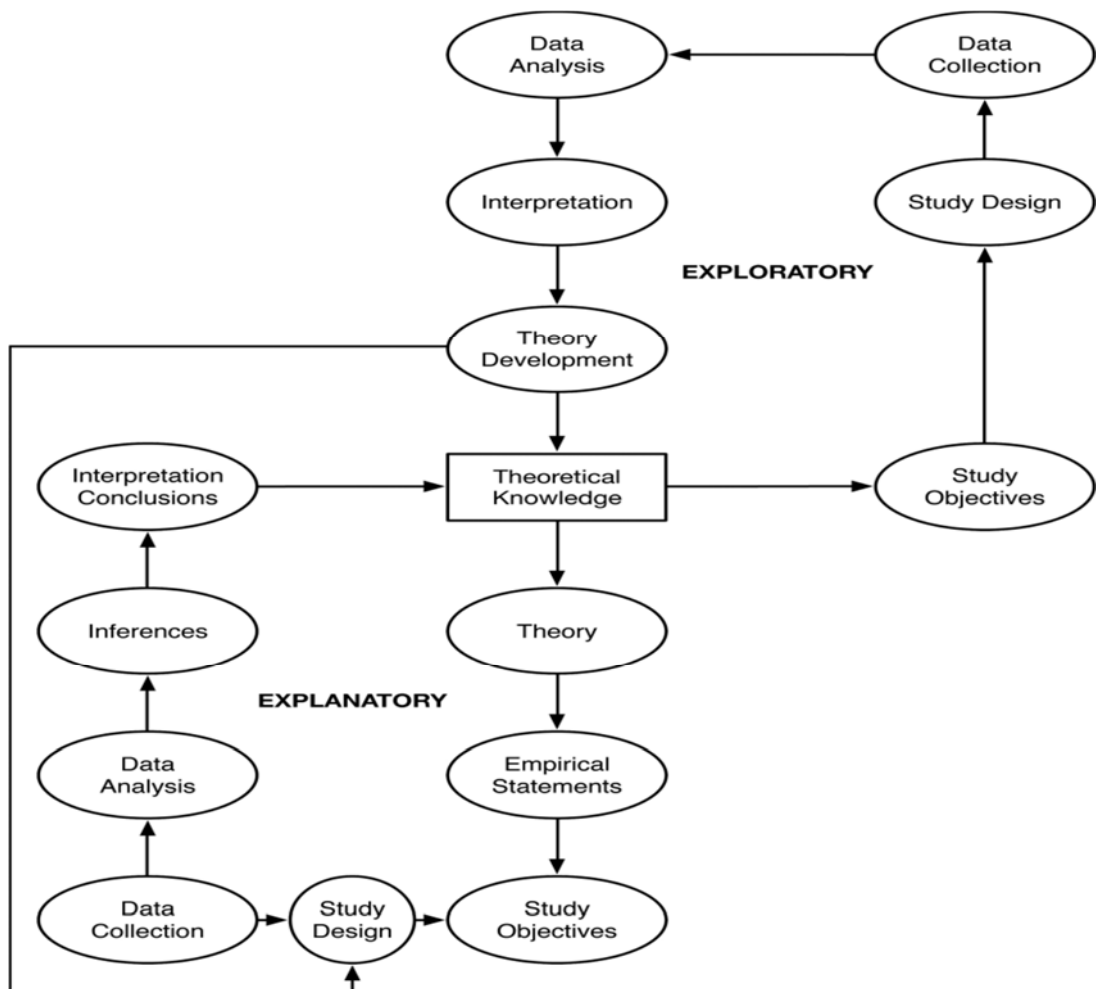 Data
Analysis
Data
Collection
Interpretation
Study Design
EXPLORATORY
Theory
Development
Interpretation
Conclusions
Theoretical
Knowledge
Study
Objectives
Inferences
Theory
EXPLANATORY
Data
Analysis
Empirical
Statements
Data
Collection
Study
Design
Study
Objectives